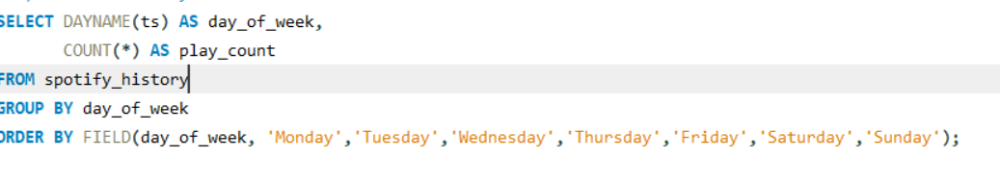 SELECT DAYNAME(ts) AS day_of_week,
COUNT(*) AS play_count
FROM spotify_history
GROUP BY day_of_week
ORDER BY FIELD(day_of_week, 'Monday','Tuesday','Wednesday','Thursday','Friday','Saturday','Sunday');